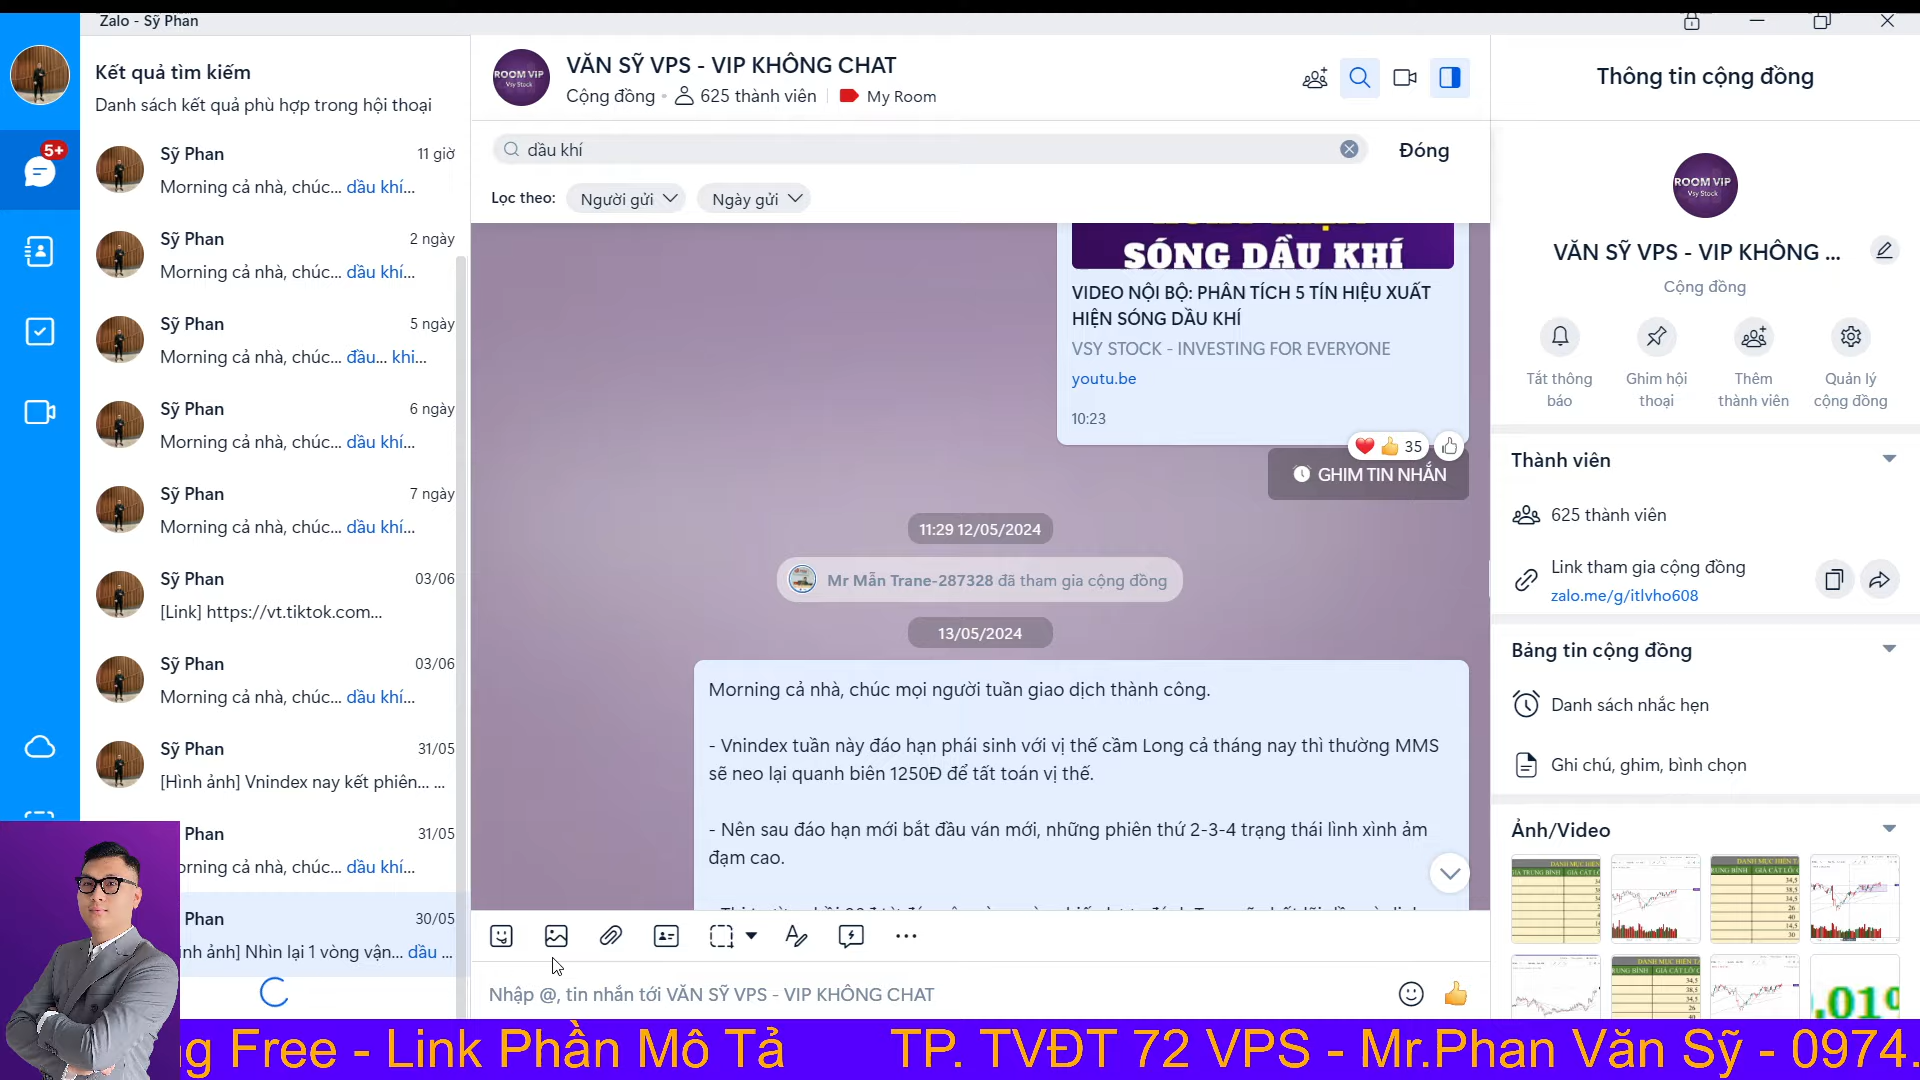 Zalo - Sỹ Phan
5+
Kết quả tìm kiếm
Danh sách kết quả phù hợp trong hội thoại
Sỹ Phan 11 giờ
Morning cả nhà, chúc... dầu khí...
Sỹ Phan 2 ngày
Morning cả nhà, chúc... dầu khí...
Sỹ Phan 5 ngày
Morning cả nhà, chúc... đầu... khi...
Sỹ Phan 6 ngày
Morning cả nhà, chúc... dầu khí...
Sỹ Phan 7 ngày
Morning cả nhà, chúc... dầu khí...
Sỹ Phan 03/06
[Link] https://vt.tiktok.com...
Sỹ Phan 03/06
Morning cả nhà, chúc... dầu khí...
Sỹ Phan 31/05
[Hình ảnh] Vnindex nay kết phiên... ...
Phan 31/05
orning cả nhà, chúc... dầu khí...
Phan 30/05
ình ảnh] Nhìn lại 1 vòng vận... dầu ...
ROOM VIP
Vsy Stock
VĂN SỸ VPS - VIP KHÔNG CHAT
Cộng đồng 625 thành viên My Room
dầu khí
Đóng
Lọc theo: Người gửi Ngày gửi
SÓNG DẦU KHÍ
VIDEO NỘI BỘ: PHÂN TÍCH 5 TÍN HIỆU XUẤT
HIỆN SÓNG DẦU KHÍ
VSY STOCK - INVESTING FOR EVERYONE
youtu.be
10:23
35
GHIM TIN NHẮN
11:29 12/05/2024
Mr Mẫn Trane-287328 đã tham gia cộng đồng
13/05/2024
Morning cả nhà, chúc mọi người tuần giao dịch thành công.
- Vnindex tuần này đáo hạn phái sinh với vị thế cầm Long cả tháng nay thì thường MMS
sẽ neo lại quanh biên 1250Đ để tất toán vị thế.
- Nên sau đáo hạn mới bắt đầu ván mới, những phiên thứ 2-3-4 trạng thái lình xình ảm
đạm cao.
Nhập @, tin nhắn tới VĂN SỸ VPS - VIP KHÔNG CHAT
Thông tin cộng đồng
ROOM VIP
Vsy Stock
VĂN SỸ VPS - VIP KHÔNG ...
Cộng đồng
Tắt thông
báo
Ghim hội
thoại
Thêm
thành viên
Quản lý
cộng đồng
Thành viên
625 thành viên
Link tham gia cộng đồng
zalo.me/g/itlvho608
Bảng tin cộng đồng
Danh sách nhắc hẹn
Ghi chú, ghim, bình chọn
Ảnh/Video
g Free - Link Phần Mô Tả TP. TVĐT 72 VPS - Mr.Phan Văn Sỹ - 0974.